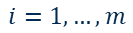 i = 1, ..., m